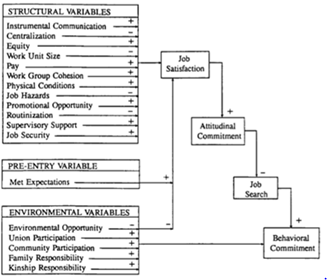 STRUCTURAL VARIABLES
Instrumental Communication +
Centralization −
Equity +
Work Unit Size −
Pay +
Work Group Cohesion +
Physical Conditions +
Job Hazards −
Promotional Opportunity +
Routinization −
Supervisory Support +
Job Security +
Job
Satisfaction
+
Attitudinal
Commitment
−
PRE-ENTRY VARIABLE
Met Expectations +
Job
Search
+
ENVIRONMENTAL VARIABLES
Environmental Opportunity − −
Union Participation +
Community Participation +
Family Responsibility +
Kinship Responsibility +
Behavioral
Commitment